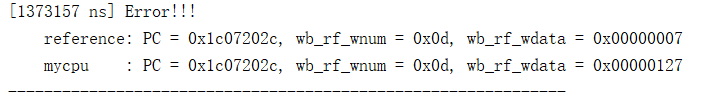 [1373157 ns] Error!!!
reference: PC = 0x1c07202c, wb_rf_wnum = 0x0d, wb_rf_wdata = 0x00000007
mycpu    : PC = 0x1c07202c, wb_rf_wnum = 0x0d, wb_rf_wdata = 0x00000127
--------------------------------------------------------------